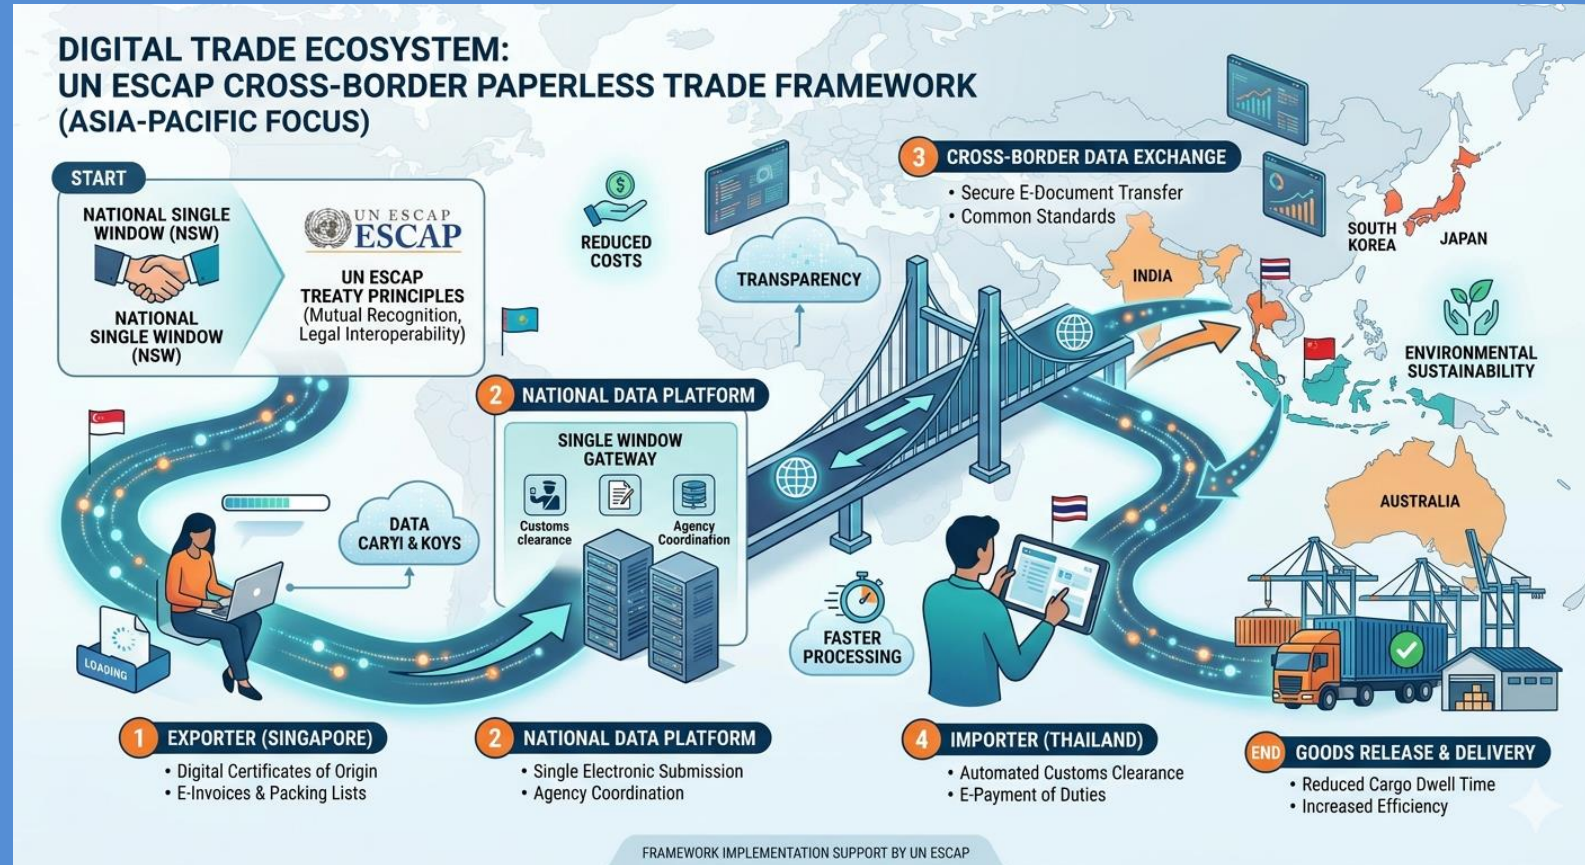 DIGITAL TRADE ECOSYSTEM:
UN ESCAP CROSS-BORDER PAPERLESS TRADE FRAMEWORK
(ASIA-PACIFIC FOCUS)
START
NATIONAL SINGLE
WINDOW (NSW)
NATIONAL
SINGLE WINDOW
(NSW)
UN ESCAP
ESCAP
UN ESCAP
TREATY PRINCIPLES
(Mutual Recognition,
Legal Interoperability)
$
REDUCED
COSTS
TRANSPARENCY
3 CROSS-BORDER DATA EXCHANGE
• Secure E-Document Transfer
• Common Standards
SOUTH
KOREA
JAPAN
INDIA
ENVIRONMENTAL
SUSTAINABILITY
AUSTRALIA
2 NATIONAL DATA PLATFORM
SINGLE WINDOW
GATEWAY
Customs
clearance
Agency
Coordination
DATA
CARYI & KOYS
LOADING
FASTER
PROCESSING
1 EXPORTER (SINGAPORE)
• Digital Certificates of Origin
• E-Invoices & Packing Lists
2 NATIONAL DATA PLATFORM
• Single Electronic Submission
• Agency Coordination
4 IMPORTER (THAILAND)
• Automated Customs Clearance
• E-Payment of Duties
END GOODS RELEASE & DELIVERY
• Reduced Cargo Dwell Time
• Increased Efficiency
FRAMEWORK IMPLEMENTATION SUPPORT BY UN ESCAP